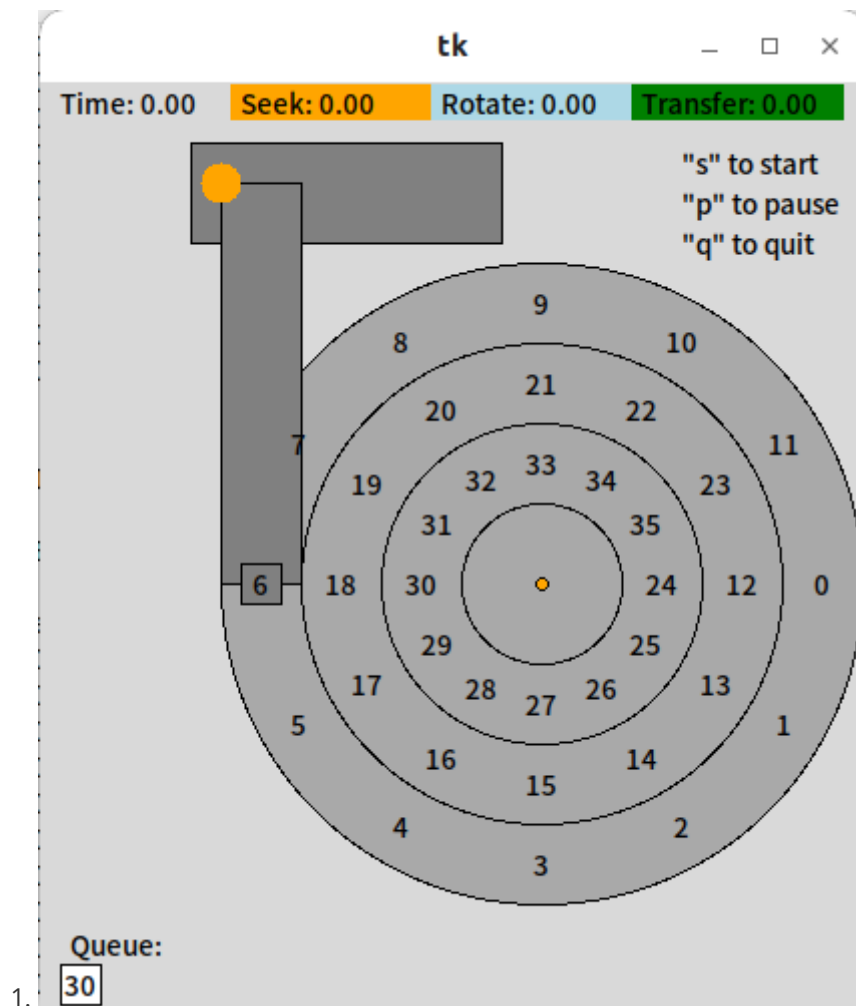 tk
Time: 0.00 Seek: 0.00 Rotate: 0.00 Transfer: 0.00
"s" to start
"p" to pause
"q" to quit
9
8 10
21
20 22
7 11
33
32 34
19 23
31 35
6 18 30 24 12 0
29 25
17 13
28 26
27
5 1
16 14
15
4 2
3
Queue:
1. 30